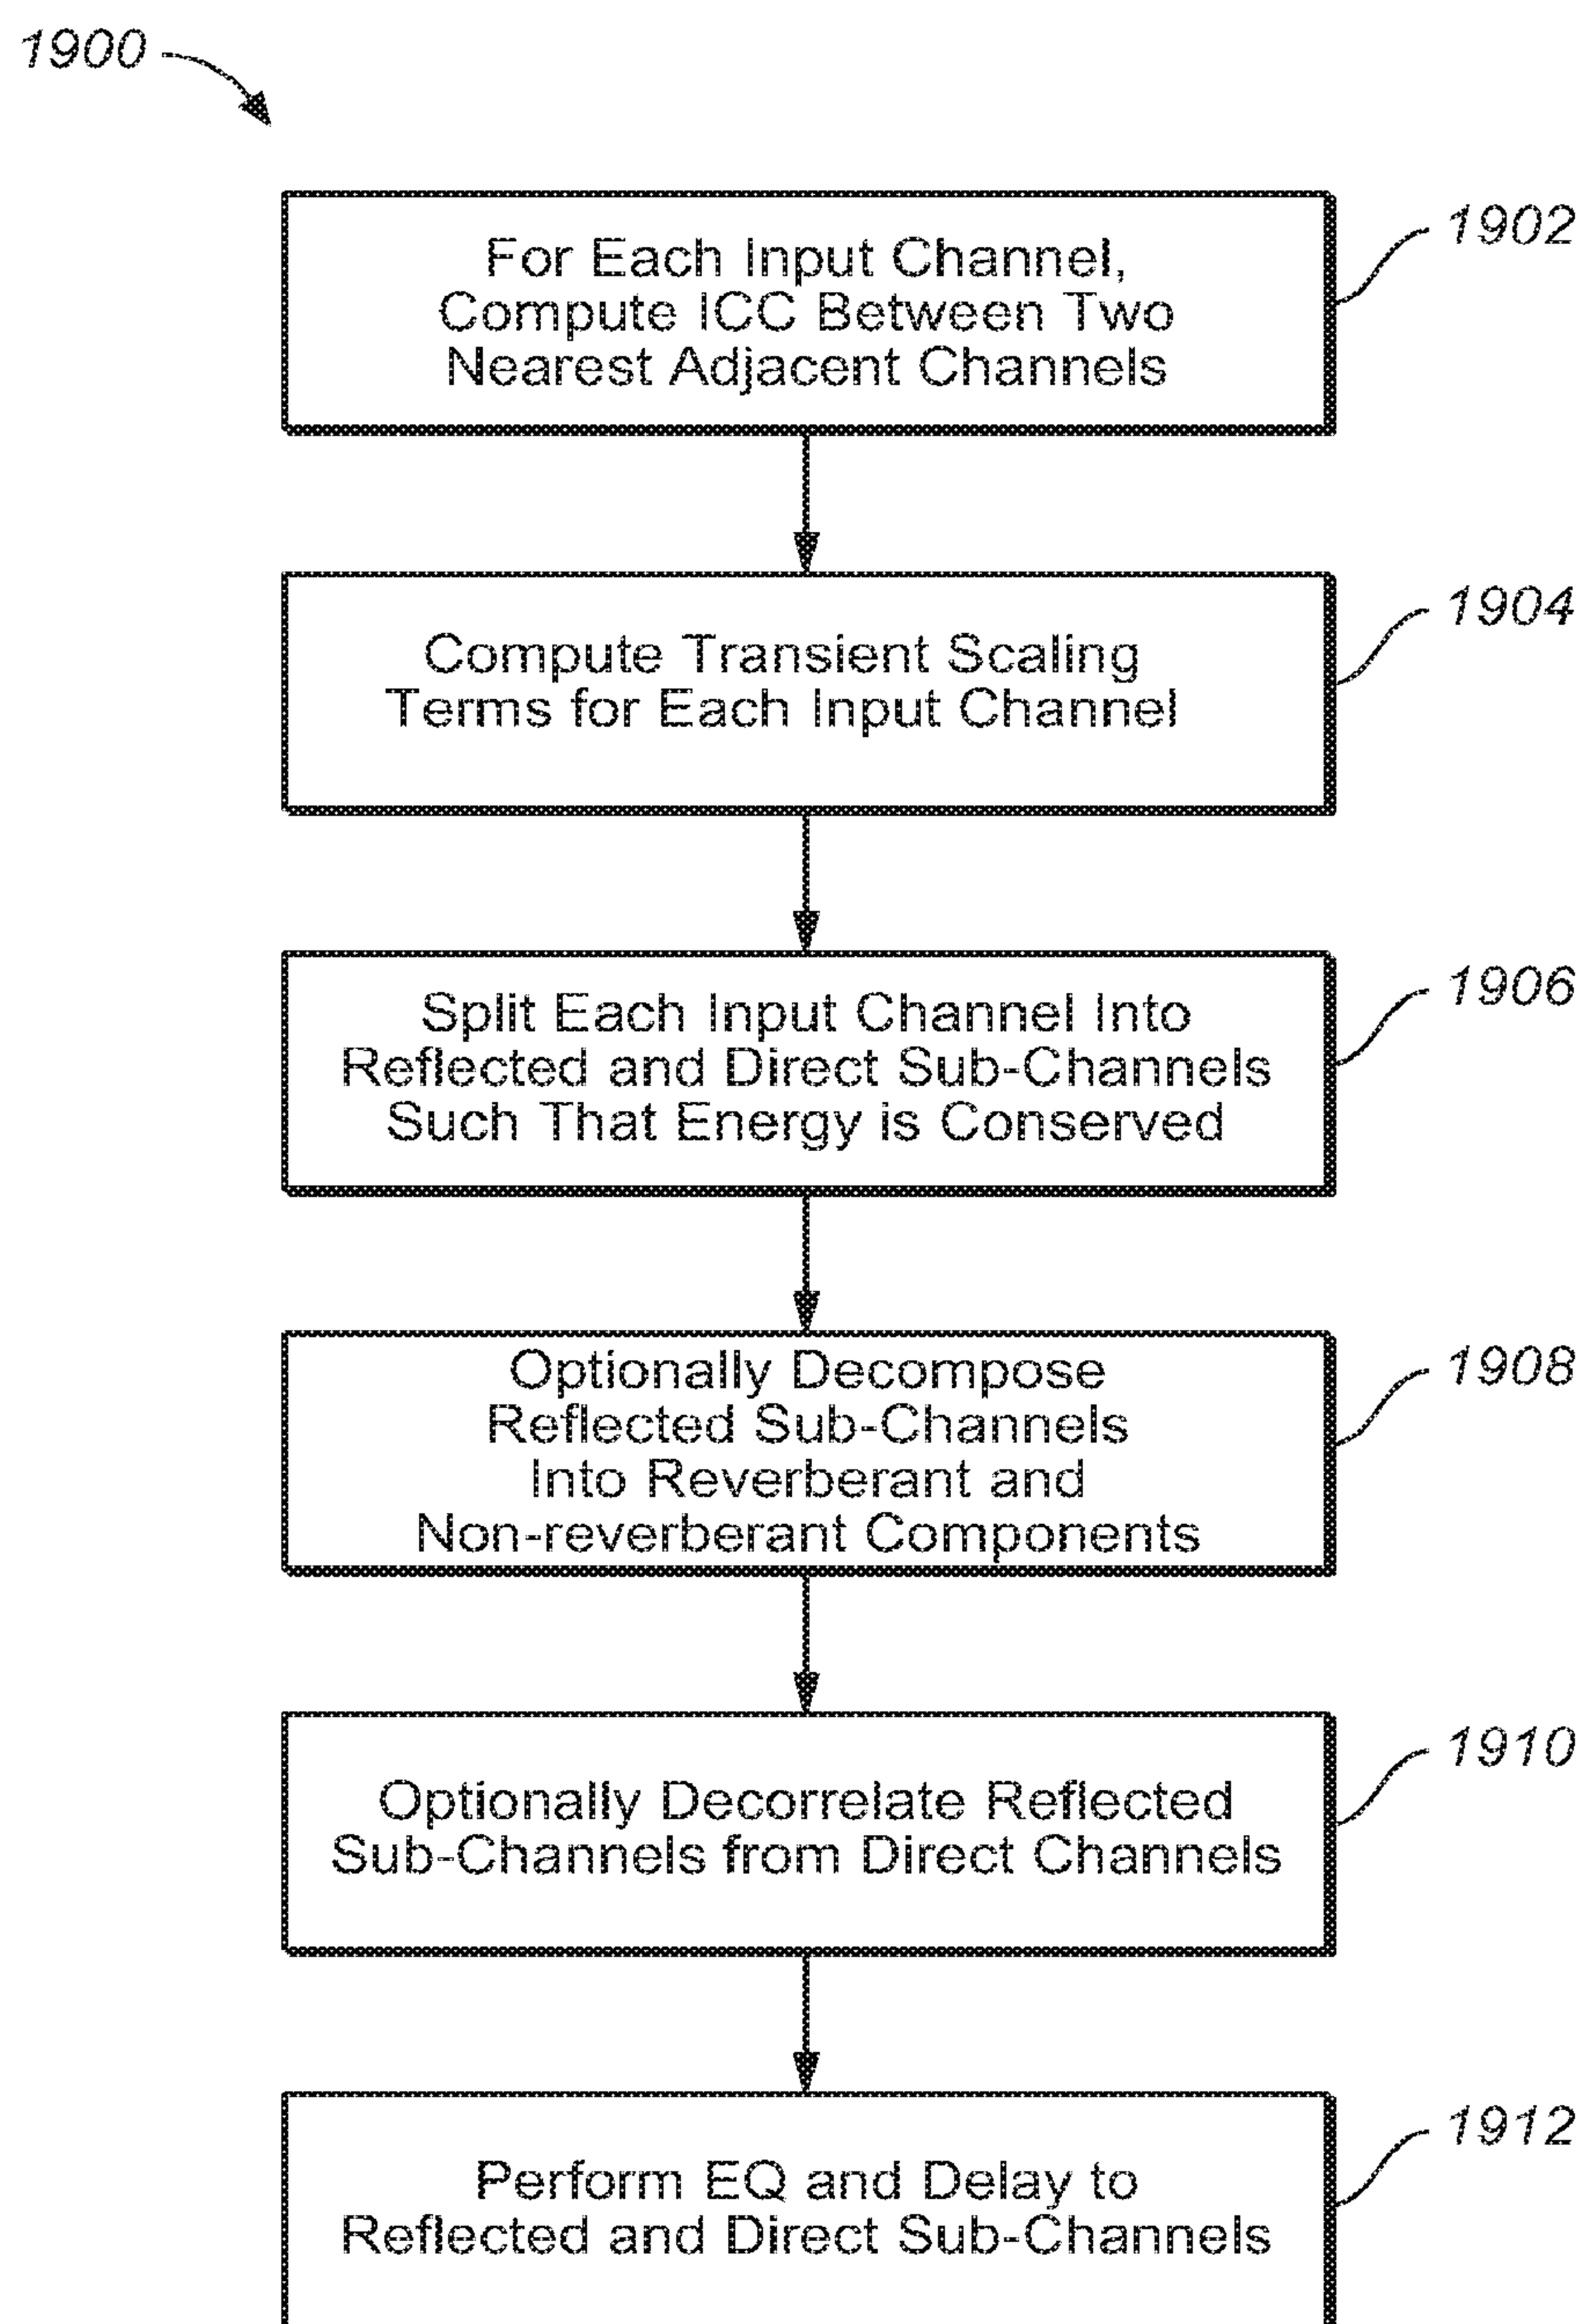 1900
For Each Input Channel,
Compute ICC Between Two
Nearest Adjacent Channels
1902
Compute Transient Scaling
Terms for Each Input Channel
1904
Split Each Input Channel Into
Reflected and Direct Sub-Channels
Such That Energy is Conserved
1906
Optionally Decompose
Reflected Sub-Channels
Into Reverberant and
Non-reverberant Components
1908
Optionally Decorrelate Reflected
Sub-Channels from Direct Channels
1910
Perform EQ and Delay to
Reflected and Direct Sub-Channels
1912